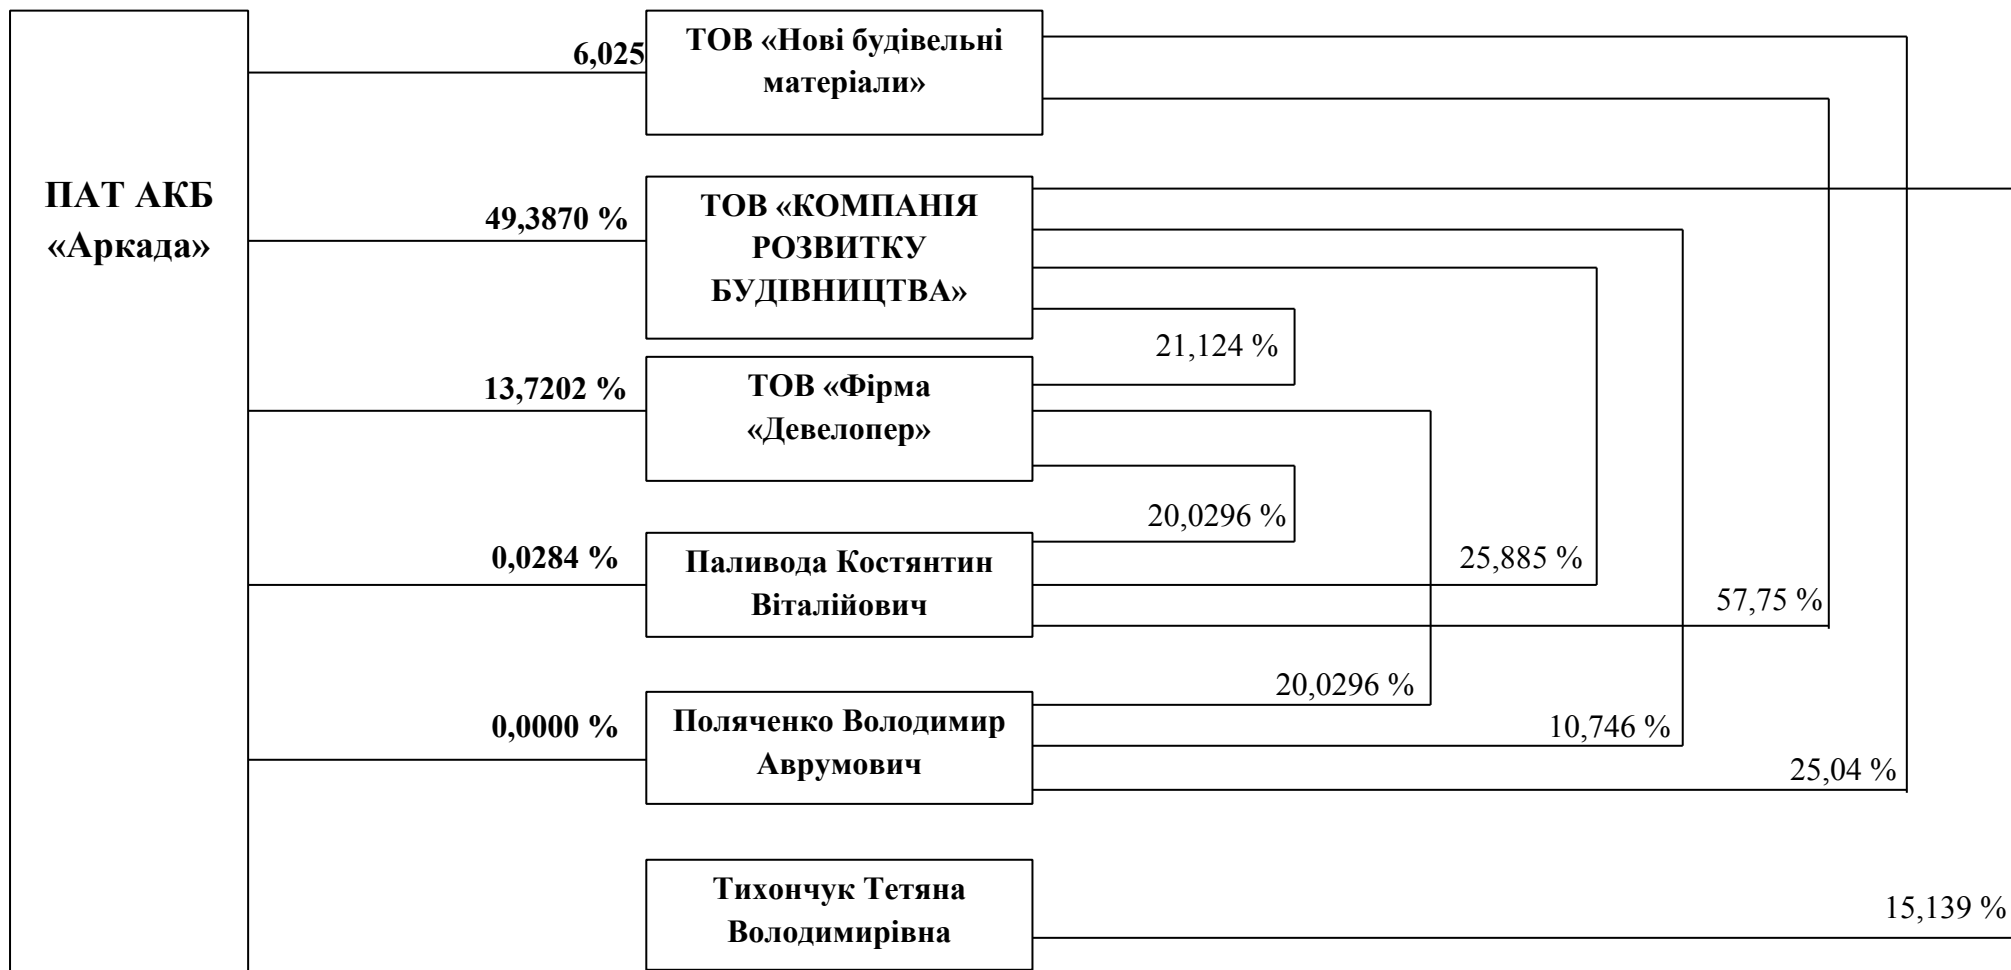 ПАТ АКБ
«Аркада»
6,025
ТОВ «Нові будівельні
матеріали»
49,3870 %
ТОВ «КОМПАНІЯ
РОЗВИТКУ
БУДІВНИЦТВА»
21,124 %
13,7202 %
ТОВ «Фірма
«Девелопер»
20,0296 %
0,0284 %
Паливода Костянтин
Віталійович
25,885 %
57,75 %
20,0296 %
0,0000 %
Поляченко Володимир
Аврумович
10,746 %
25,04 %
Тихончук Тетяна
Володимирівна
15,139 %